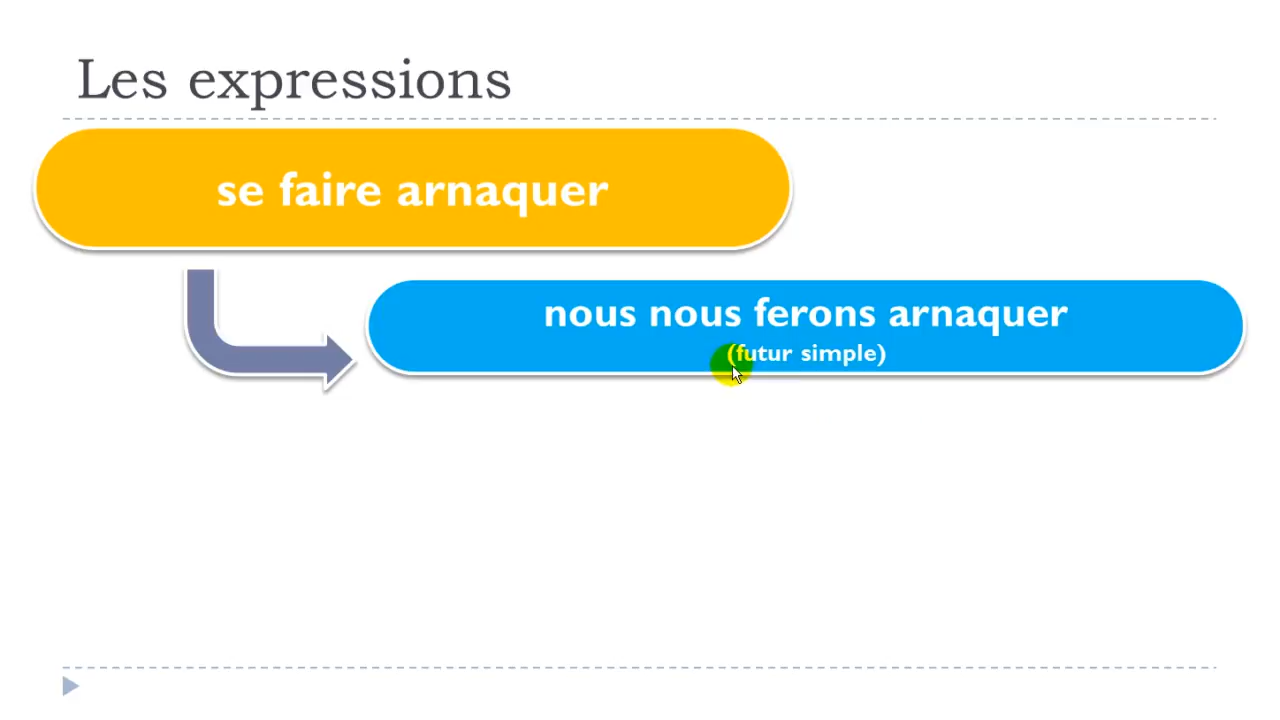 Les expressions
se faire arnaquer
nous nous ferons arnaquer
(futur simple)